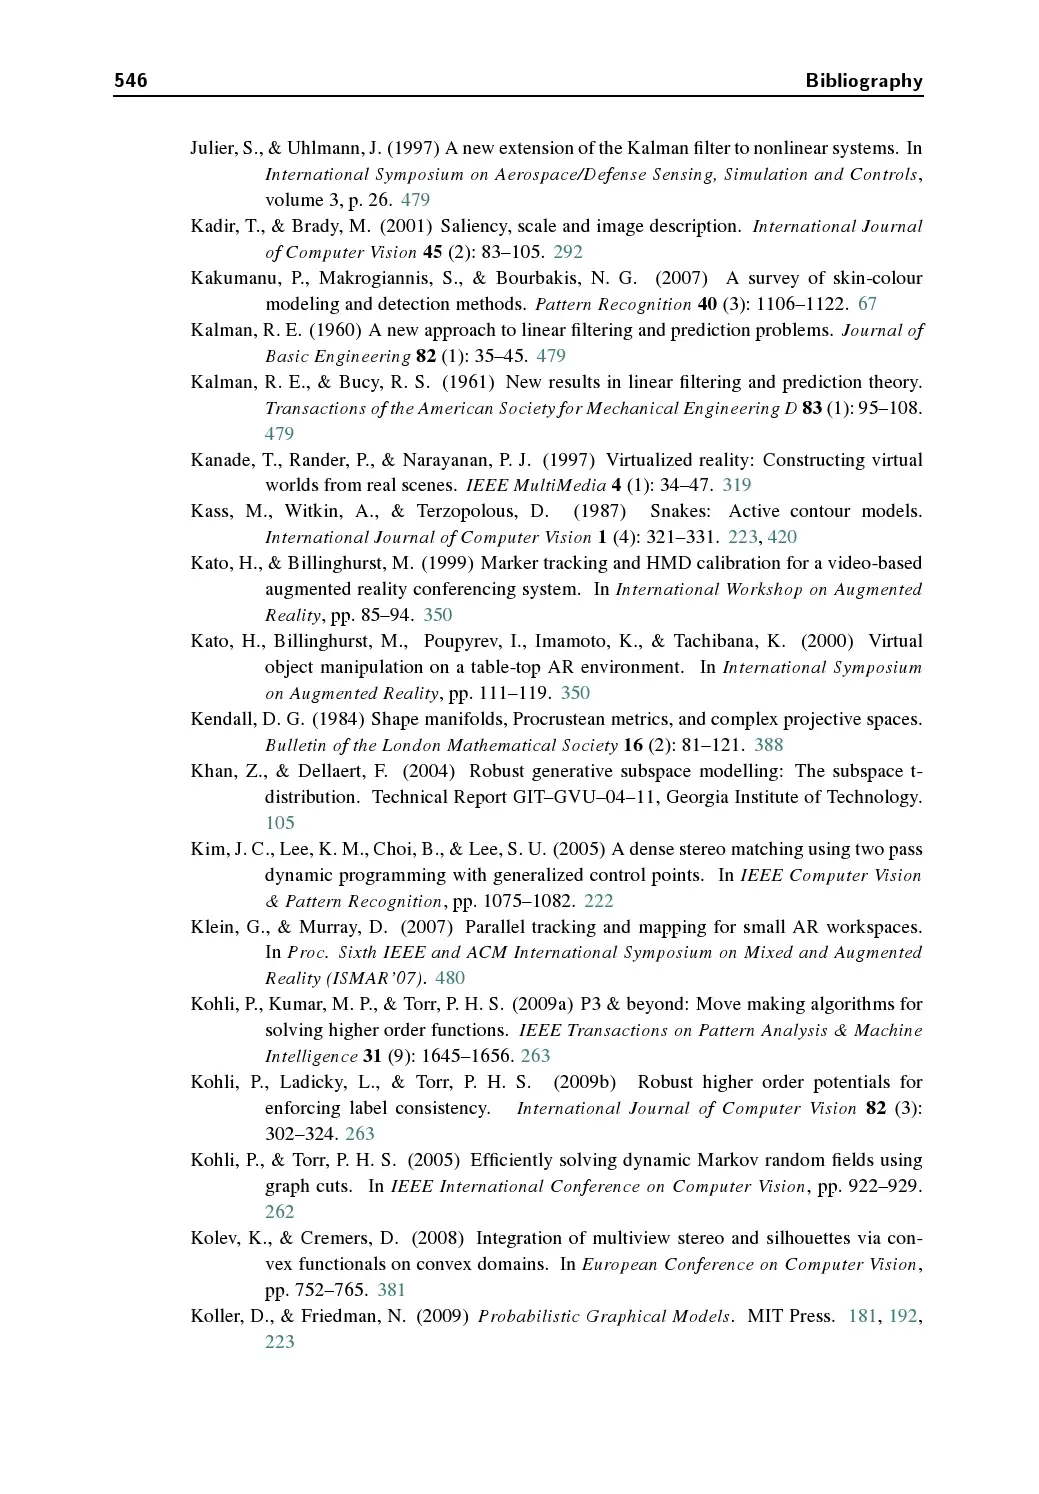 546 Bibliography
Julier, S., & Uhlmann, J. (1997) A new extension of the Kalman filter to nonlinear systems. In
International Symposium on Aerospace/Defense Sensing, Simulation and Controls,
volume 3, p. 26. 479
Kadir, T., & Brady, M. (2001) Saliency, scale and image description. International Journal
of Computer Vision 45 (2): 83–105. 292
Kakumanu, P., Makrogiannis, S., & Bourbakis, N. G. (2007) A survey of skin-colour
modeling and detection methods. Pattern Recognition 40 (3): 1106–1122. 67
Kalman, R. E. (1960) A new approach to linear filtering and prediction problems. Journal of
Basic Engineering 82 (1): 35–45. 479
Kalman, R. E., & Bucy, R. S. (1961) New results in linear filtering and prediction theory.
Transactions of the American Society for Mechanical Engineering D 83 (1): 95–108.
479
Kanade, T., Rander, P., & Narayanan, P. J. (1997) Virtualized reality: Constructing virtual
worlds from real scenes. IEEE MultiMedia 4 (1): 34–47. 319
Kass, M., Witkin, A., & Terzopolous, D. (1987) Snakes: Active contour models.
International Journal of Computer Vision 1 (4): 321–331. 223, 420
Kato, H., & Billinghurst, M. (1999) Marker tracking and HMD calibration for a video-based
augmented reality conferencing system. In International Workshop on Augmented
Reality, pp. 85–94. 350
Kato, H., Billinghurst, M., Poupyrev, I., Imamoto, K., & Tachibana, K. (2000) Virtual
object manipulation on a table-top AR environment. In International Symposium
on Augmented Reality, pp. 111–119. 350
Kendall, D. G. (1984) Shape manifolds, Procrustean metrics, and complex projective spaces.
Bulletin of the London Mathematical Society 16 (2): 81–121. 388
Khan, Z., & Dellaert, F. (2004) Robust generative subspace modelling: The subspace t-
distribution. Technical Report GIT–GVU–04–11, Georgia Institute of Technology.
105
Kim, J. C., Lee, K. M., Choi, B., & Lee, S. U. (2005) A dense stereo matching using two pass
dynamic programming with generalized control points. In IEEE Computer Vision
& Pattern Recognition, pp. 1075–1082. 222
Klein, G., & Murray, D. (2007) Parallel tracking and mapping for small AR workspaces.
In Proc. Sixth IEEE and ACM International Symposium on Mixed and Augmented
Reality (ISMAR'07). 480
Kohli, P., Kumar, M. P., & Torr, P. H. S. (2009a) P3 & beyond: Move making algorithms for
solving higher order functions. IEEE Transactions on Pattern Analysis & Machine
Intelligence 31 (9): 1645–1656. 263
Kohli, P., Ladicky, L., & Torr, P. H. S. (2009b) Robust higher order potentials for
enforcing label consistency. International Journal of Computer Vision 82 (3):
302–324. 263
Kohli, P., & Torr, P. H. S. (2005) Efficiently solving dynamic Markov random fields using
graph cuts. In IEEE International Conference on Computer Vision, pp. 922–929.
262
Kolev, K., & Cremers, D. (2008) Integration of multiview stereo and silhouettes via con-
vex functionals on convex domains. In European Conference on Computer Vision,
pp. 752–765. 381
Koller, D., & Friedman, N. (2009) Probabilistic Graphical Models. MIT Press. 181, 192,
223